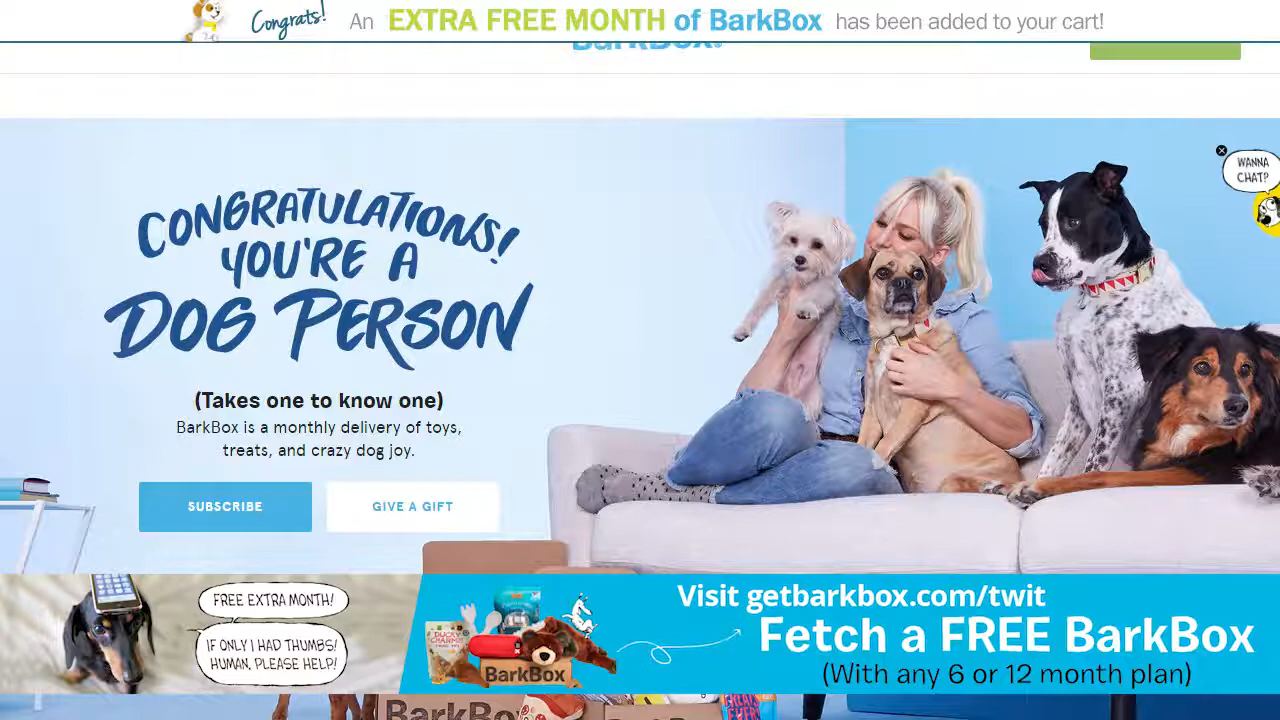 Congrats! An EXTRA FREE MONTH of BarkBox has been added to your cart!
BarkBox.
WANNA
CHAT?
CONGRATULATIONS!
YOU'RE A
DOG PERSON
(Takes one to know one)
BarkBox is a monthly delivery of toys,
treats, and crazy dog joy.
SUBSCRIBE
GIVE A GIFT
FREE EXTRA MONTH!
IF ONLY I HAD THUMBS!
HUMAN, PLEASE HELP!
DUCKY
CHARMS
BarkBox
Visit getbarkbox.com/twit
Fetch a FREE BarkBox
(With any 6 or 12 month plan)